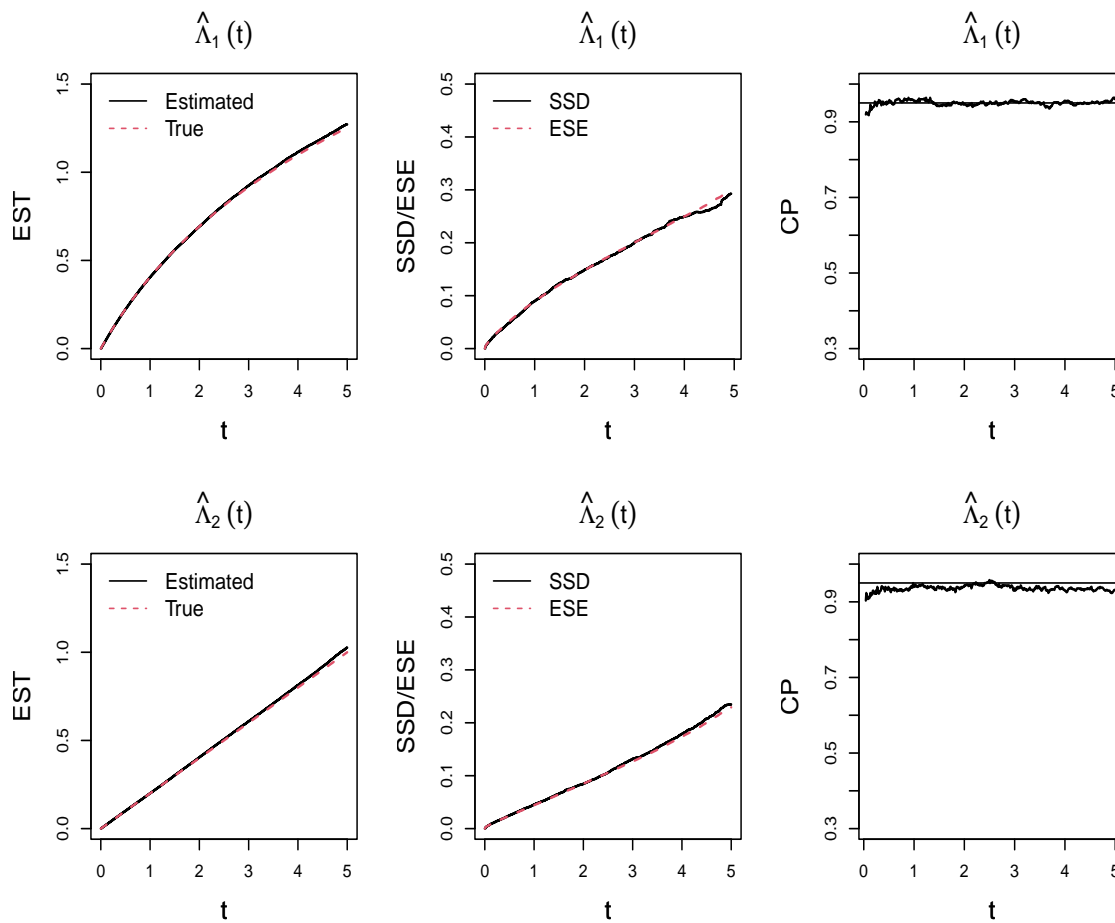 Λ̂₁ (t)
EST
1.5
1.0
0.5
0.0
Estimated
True
0 1 2 3 4 5
t
Λ̂₁ (t)
SSD/ESE
0.5
0.4
0.3
0.2
0.1
0.0
SSD
ESE
0 1 2 3 4 5
t
Λ̂₁ (t)
CP
0.9
0.7
0.5
0.3
0 1 2 3 4 5
t
Λ̂₂ (t)
EST
1.5
1.0
0.5
0.0
Estimated
True
0 1 2 3 4 5
t
Λ̂₂ (t)
SSD/ESE
0.5
0.4
0.3
0.2
0.1
0.0
SSD
ESE
0 1 2 3 4 5
t
Λ̂₂ (t)
CP
0.9
0.7
0.5
0.3
0 1 2 3 4 5
t